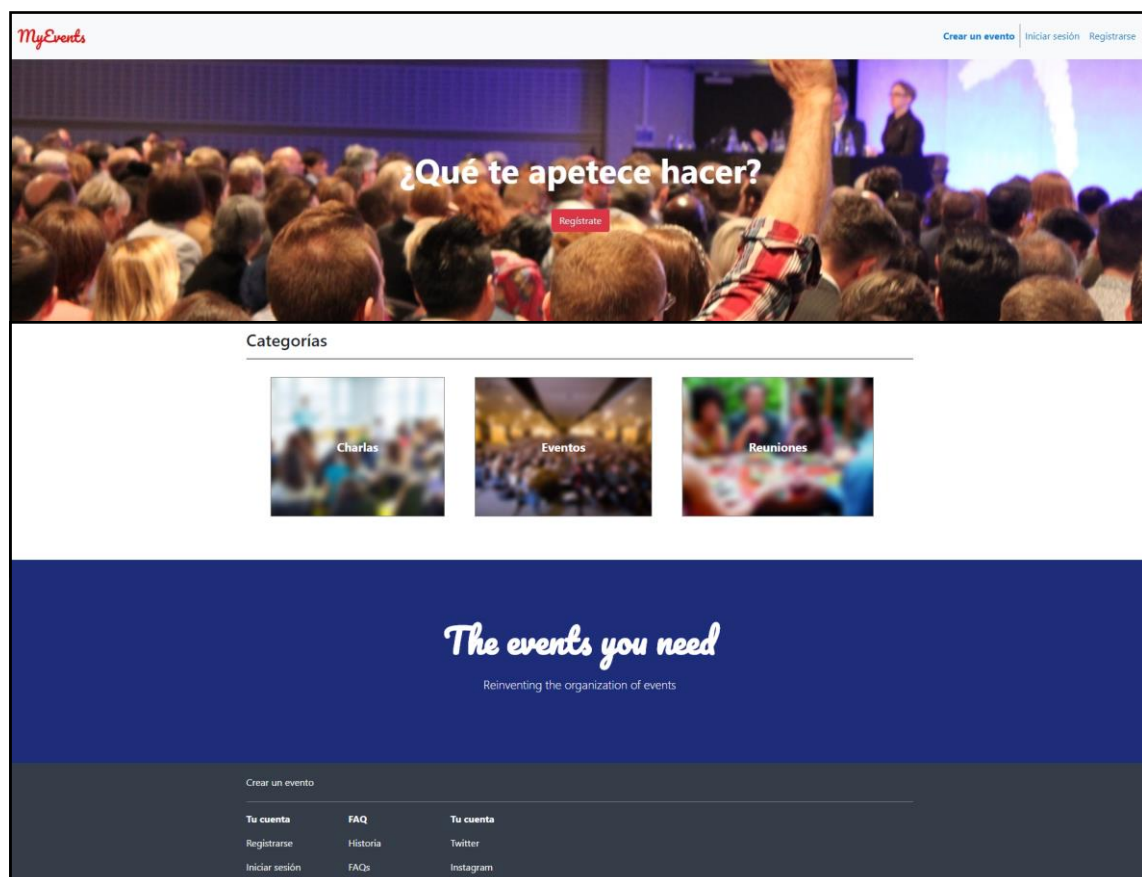 MyEvents
Crear un evento Iniciar sesión Registrarse
¿Qué te apetece hacer?
Regístrate
Categorías
Charlas Eventos Reuniones
The events you need
Reinventing the organization of events
Crear un evento
Tu cuenta FAQ Tu cuenta
Registrarse Historia Twitter
Iniciar sesión FAQs Instagram